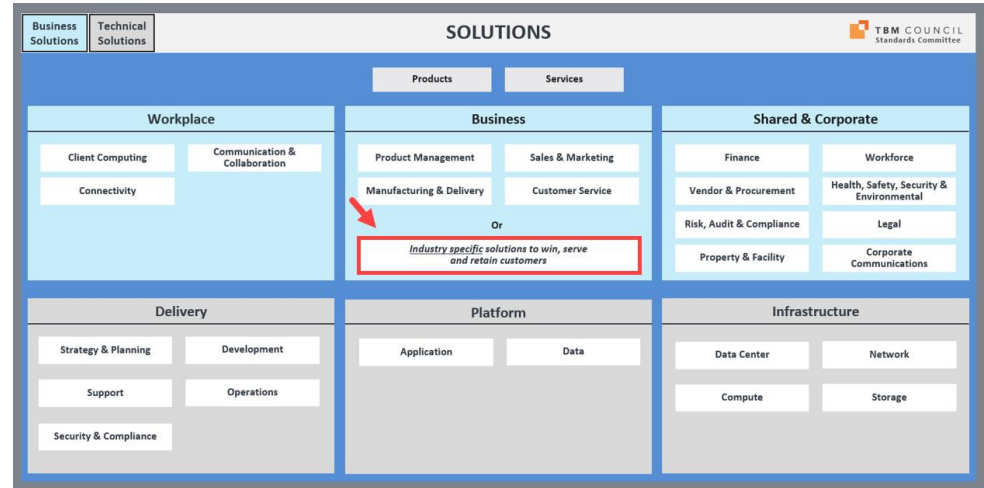 Business
Solutions
Technical
Solutions
SOLUTIONS
TBM COUNCIL
Standards Committee
Products
Services
Workplace
Client Computing
Communication &
Collaboration
Connectivity
Business
Product Management
Sales & Marketing
Manufacturing & Delivery
Customer Service
Or
Industry specific solutions to win, serve
and retain customers
Shared & Corporate
Finance
Workforce
Vendor & Procurement
Health, Safety, Security &
Environmental
Risk, Audit & Compliance
Legal
Property & Facility
Corporate
Communications
Delivery
Strategy & Planning
Development
Support
Operations
Security & Compliance
Platform
Application
Data
Infrastructure
Data Center
Network
Compute
Storage